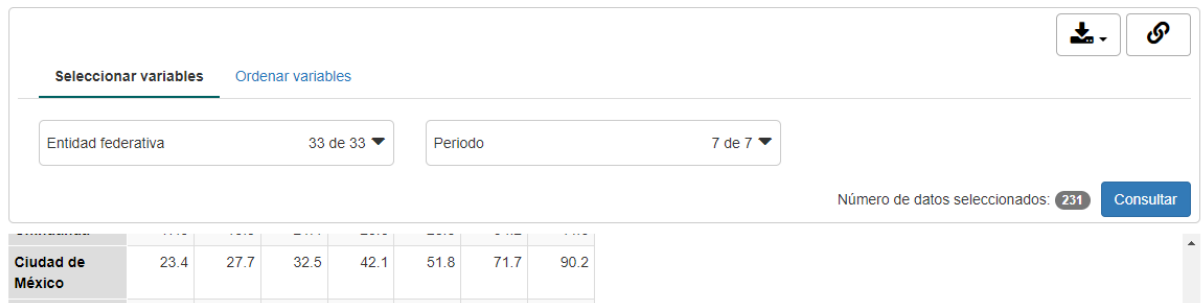 Seleccionar variables Ordenar variables
Entidad federativa 33 de 33 Periodo 7 de 7
Número de datos seleccionados: 231 Consultar
Ciudad de 23.4 27.7 32.5 42.1 51.8 71.7 90.2
México